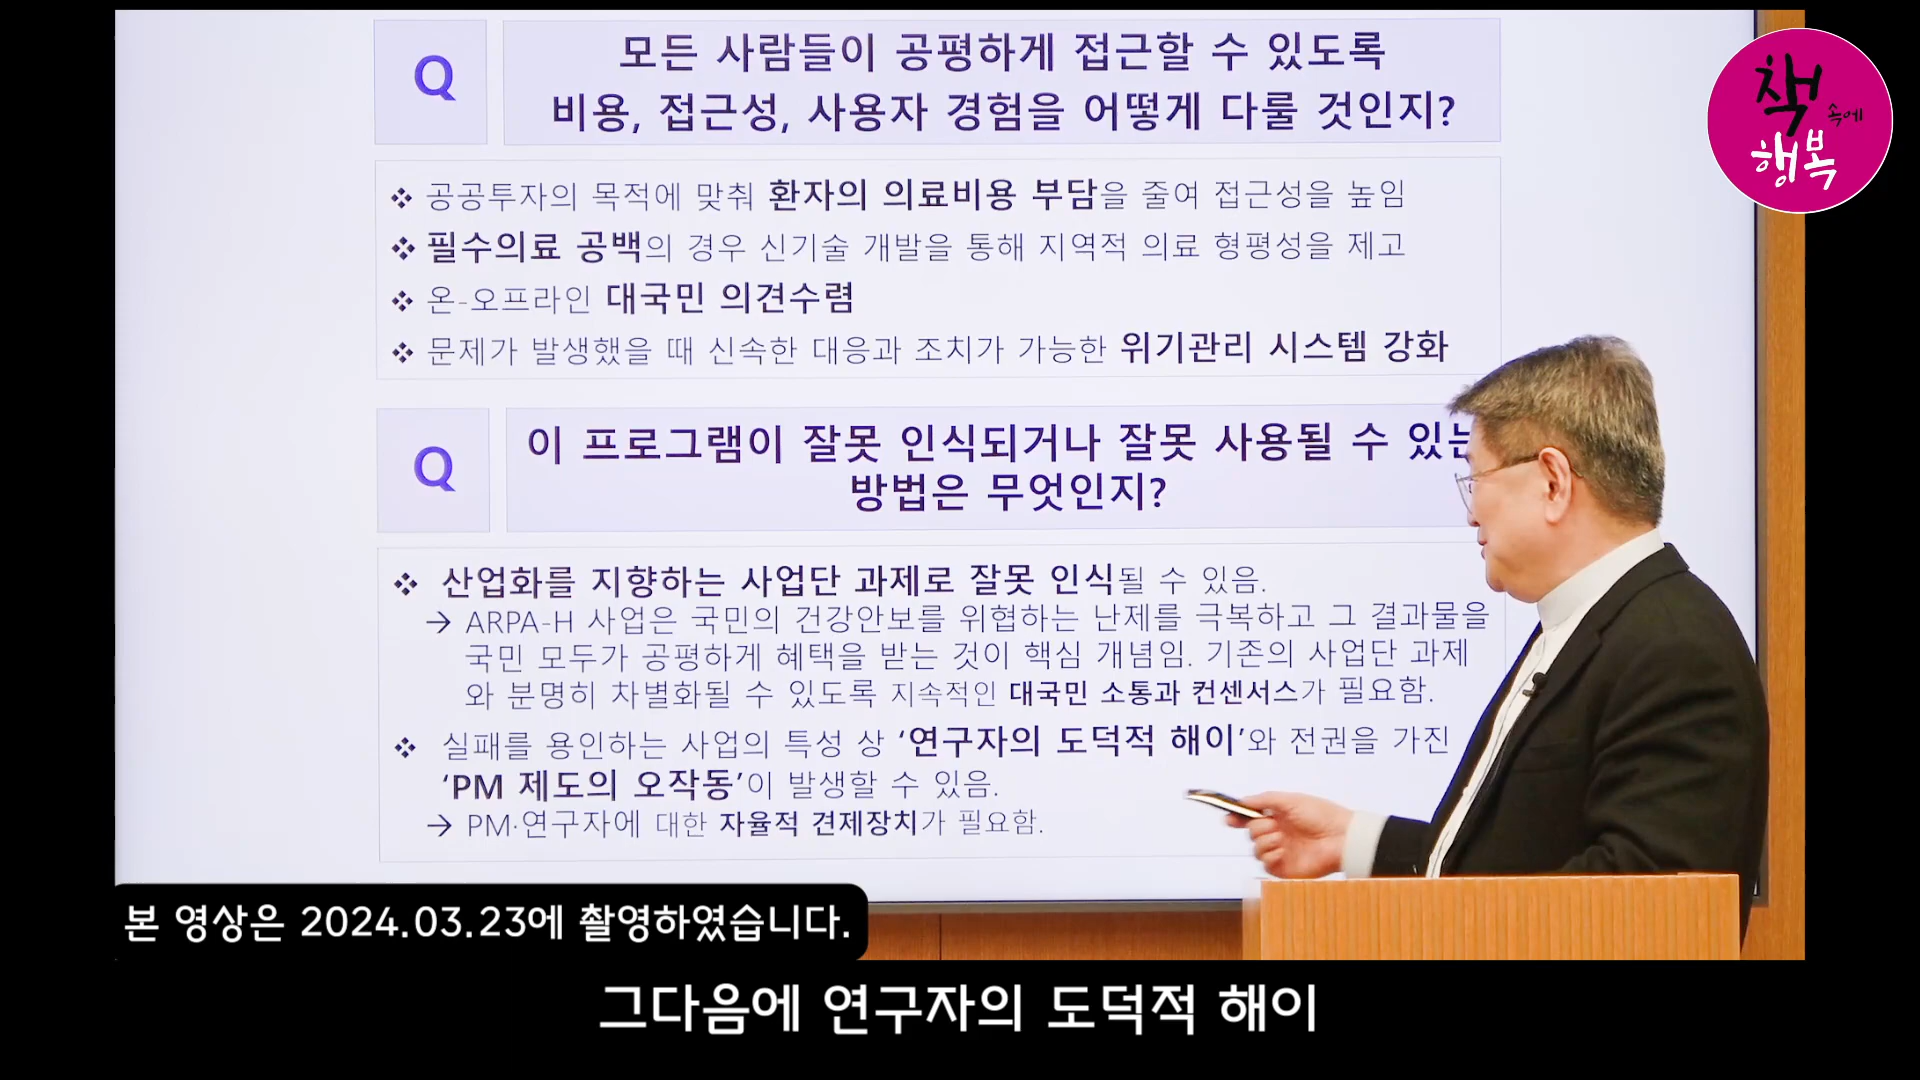 Q
모든 사람들이 공평하게 접근할 수 있도록
비용, 접근성, 사용자 경험을 어떻게 다룰 것인지?
책 속에
행복
❖ 공공투자의 목적에 맞춰 환자의 의료비용 부담을 줄여 접근성을 높임
❖ 필수의료 공백의 경우 신기술 개발을 통해 지역적 의료 형평성을 제고
❖ 온-오프라인 대국민 의견수렴
❖ 문제가 발생했을 때 신속한 대응과 조치가 가능한 위기관리 시스템 강화
Q
이 프로그램이 잘못 인식되거나 잘못 사용될 수 있는
방법은 무엇인지?
❖ 산업화를 지향하는 사업단 과제로 잘못 인식될 수 있음.
→ ARPA-H 사업은 국민의 건강안보를 위협하는 난제를 극복하고 그 결과물을
국민 모두가 공평하게 혜택을 받는 것이 핵심 개념임. 기존의 사업단 과제
와 분명히 차별화될 수 있도록 지속적인 대국민 소통과 컨센서스가 필요함.
❖ 실패를 용인하는 사업의 특성 상 ‘연구자의 도덕적 해이’와 전권을 가진
‘PM 제도의 오작동’이 발생할 수 있음.
→ PM·연구자에 대한 자율적 견제장치가 필요함.
본 영상은 2024.03.23에 촬영하였습니다.
그다음에 연구자의 도덕적 해이